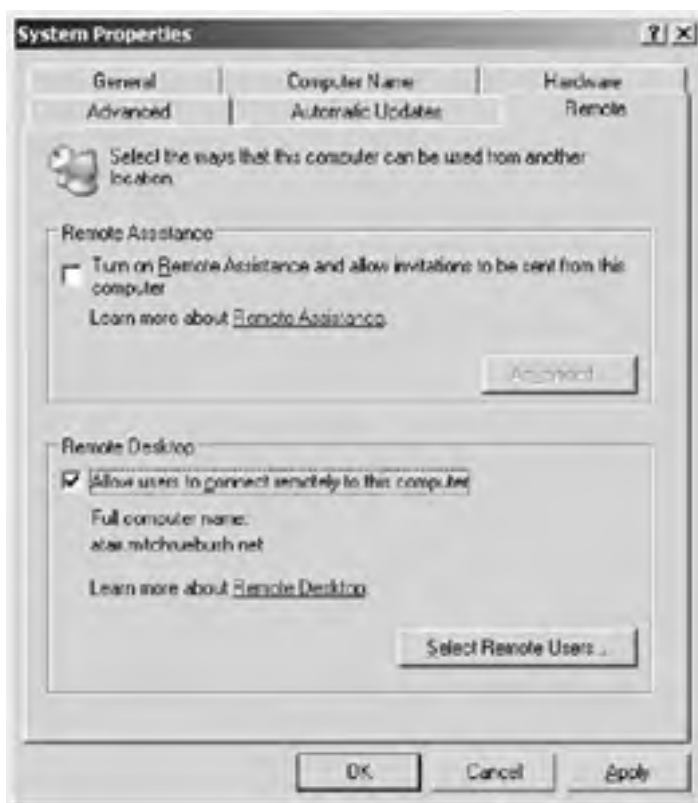 System Properties
General
Computer Name
Hardware
Advanced
Automatic Updates
Remote
Select the ways that this computer can be used from another
location.
Remote Assistance
Turn on Remote Assistance and allow invitations to be sent from this
computer
Learn more about Remote Assistance.
Advanced...
Remote Desktop
Allow users to connect remotely to this computer
Full computer name:
Learn more about Remote Desktop.
Select Remote Users...
OK
Cancel
Apply